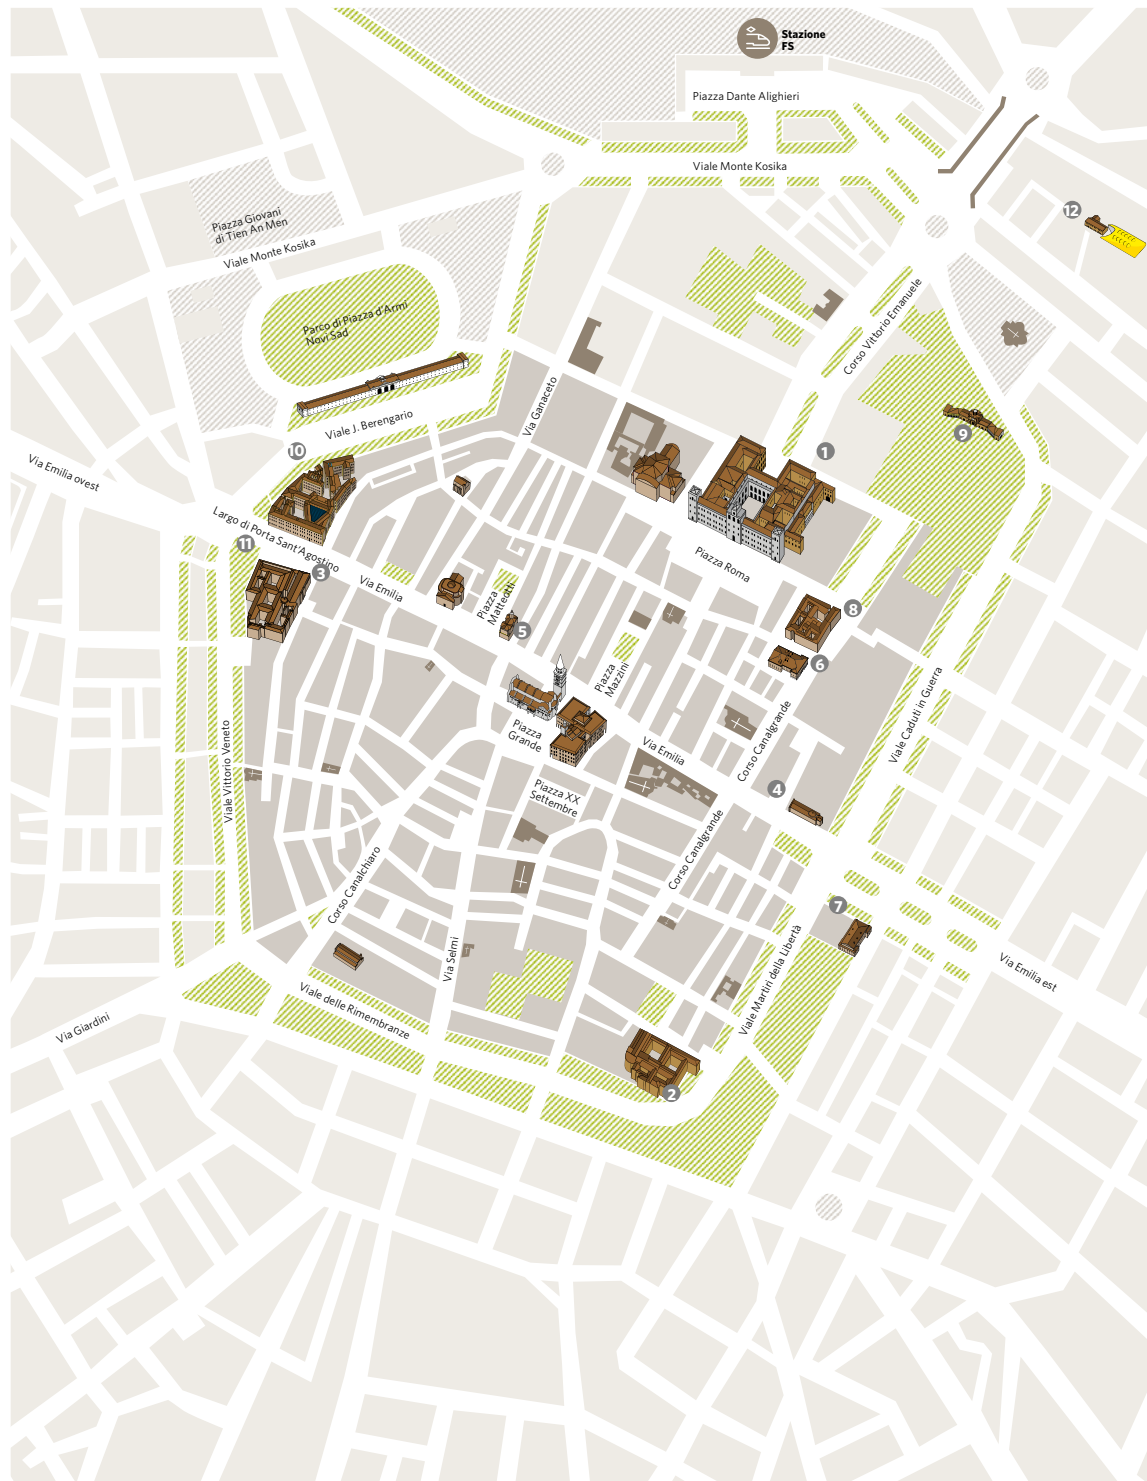 Stazione
FS
Piazza Dante Alighieri
Viale Monte Kosika
12
Piazza Giovani
di Tien An Men
Viale Monte Kosika
Parco di Piazza d'Armi
Novi Sad
Corso Vittorio Emanuele
Via Ganaceto
Viale J. Berengario
9
10
1
Via Emilia ovest
Largo di Porta Sant'Agostino
11
3
Via Emilia
Piazza
Matteotti
Piazza Roma
8
5
6
Piazza
Mazzini
Piazza
Grande
Via Emilia
Corso Canalgrande
Viale Caduti in Guerra
Viale Vittorio Veneto
Piazza XX
Settembre
4
Corso Canalgrande
Corso Canalchiaro
7
Via Selmi
Viale Martiri della Libertà
Via Emilia est
Viale delle Rimembranze
Via Giardini
2